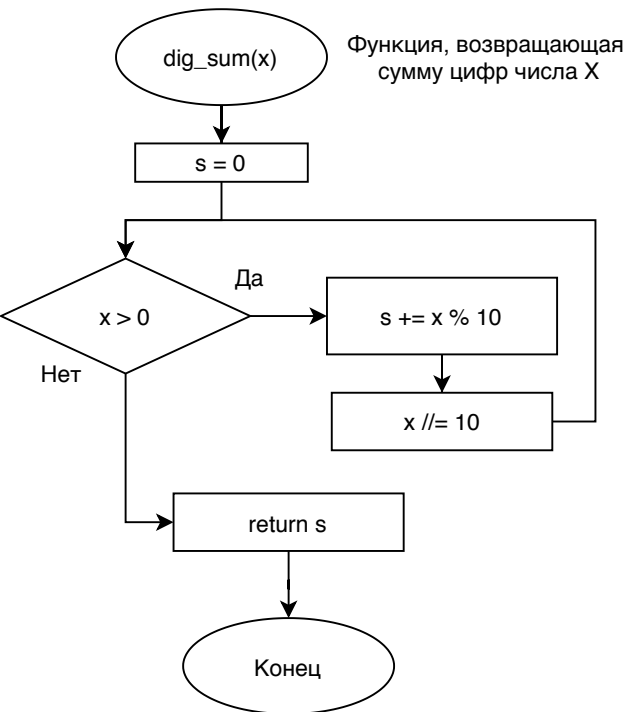 dig_sum(x)
Функция, возвращающая
сумму цифр числа X
s = 0
x > 0
Да
s += x % 10
x //= 10
Нет
return s
Конец